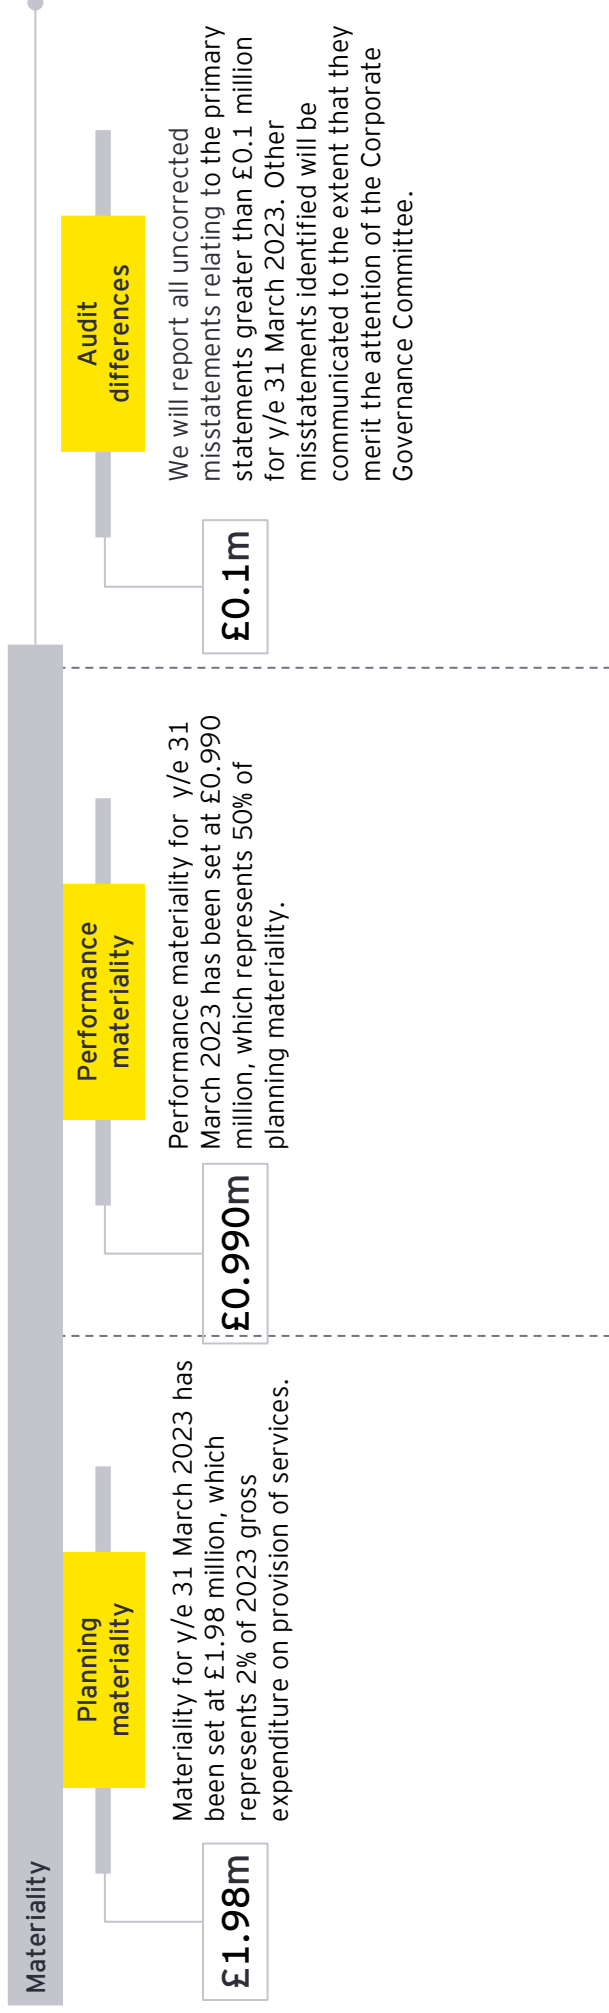 Materiality
Planning
materiality
£1.98m
Materiality for y/e 31 March 2023 has
been set at £1.98 million, which
represents 2% of 2023 gross
expenditure on provision of services.
Performance
materiality
£0.990m
Performance materiality for y/e 31
March 2023 has been set at £0.990
million, which represents 50% of
planning materiality.
Audit
differences
£0.1m
We will report all uncorrected
misstatements relating to the primary
statements greater than £0.1 million
for y/e 31 March 2023. Other
misstatements identified will be
communicated to the extent that they
merit the attention of the Corporate
Governance Committee.